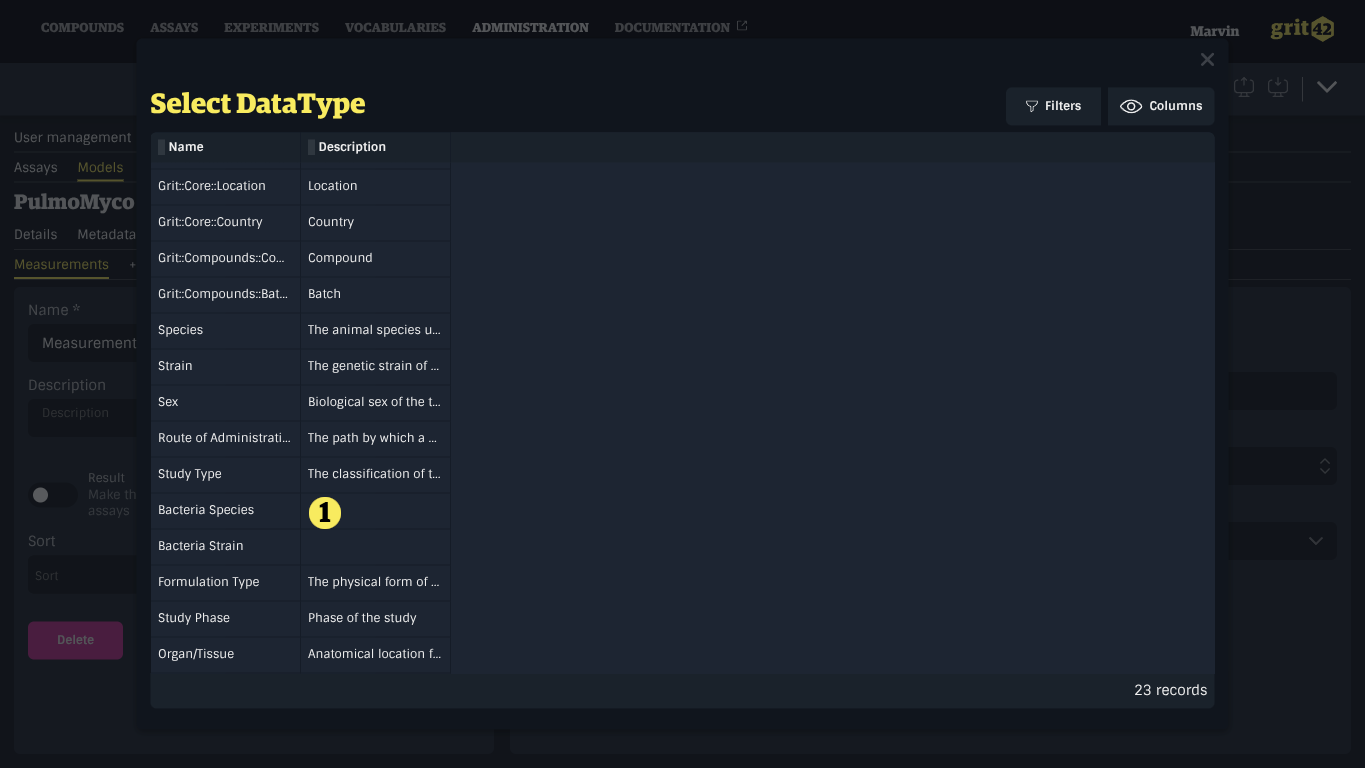 COMPOUNDS ASSAYS EXPERIMENTS VOCABULARIES ADMINISTRATION DOCUMENTATION
Marvin grit42
User management
Assays Models
PulmoMyco
Details Metadata
Measurements +
Name *
Measurement
Description
Description
Result
Make th
assays
Sort
Sort
Delete
Select DataType
Filters Columns
Name Description
Grit::Core::Location Location
Grit::Core::Country Country
Grit::Compounds::Co... Compound
Grit::Compounds::Bat... Batch
Species The animal species u...
Strain The genetic strain of ...
Sex Biological sex of the t...
Route of Administrati... The path by which a ...
Study Type The classification of t...
Bacteria Species 1
Bacteria Strain
Formulation Type The physical form of ...
Study Phase Phase of the study
Organ/Tissue Anatomical location f...
23 records